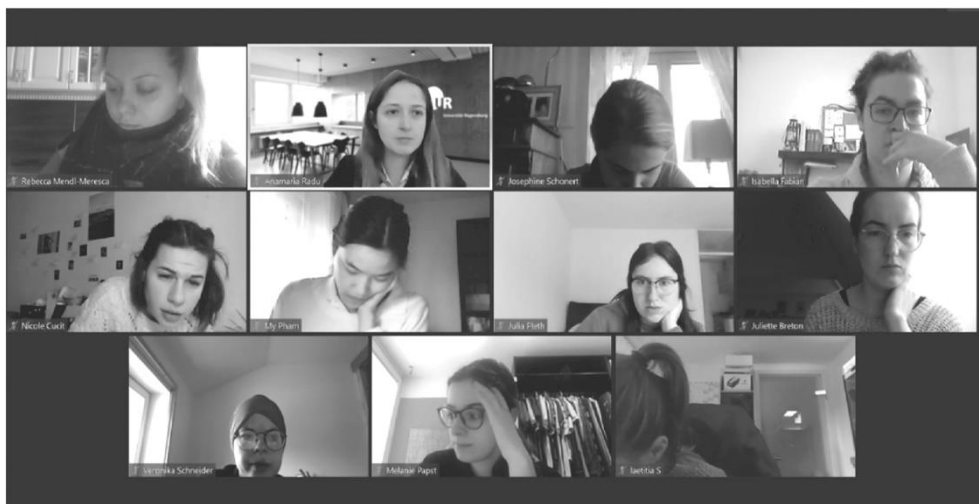 Rebecca Mendl-Meresca
UR
Universität Regensburg
Anamaria Radu
Josephine Schonert
Isabella Fabian
Nicole Cucit
My Pham
Julia Pleth
Juliette Breton
Veronika Schneider
Melanie Papst
laetitia S